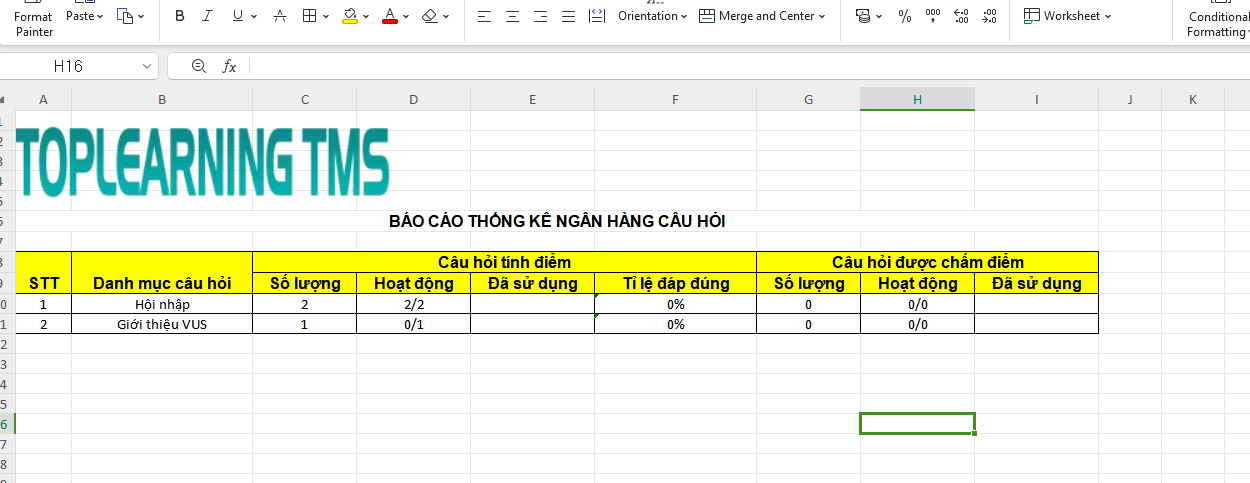 Format Painter
Paste
B I U A A
Orientation
Merge and Center
%
Worksheet
Conditional Formatting
H16
fx
A B C D E F G H I J K
TOPLEARNING TMS
BÁO CÁO THỐNG KÊ NGÂN HÀNG CÂU HỎI
STT Danh mục câu hỏi Câu hỏi tính điểm Câu hỏi được chấm điểm
Số lượng Hoạt động Đã sử dụng Tỉ lệ đáp đúng Số lượng Hoạt động Đã sử dụng
1 Hội nhập 2 2/2 0% 0 0/0
2 Giới thiệu VUS 1 0/1 0% 0 0/0